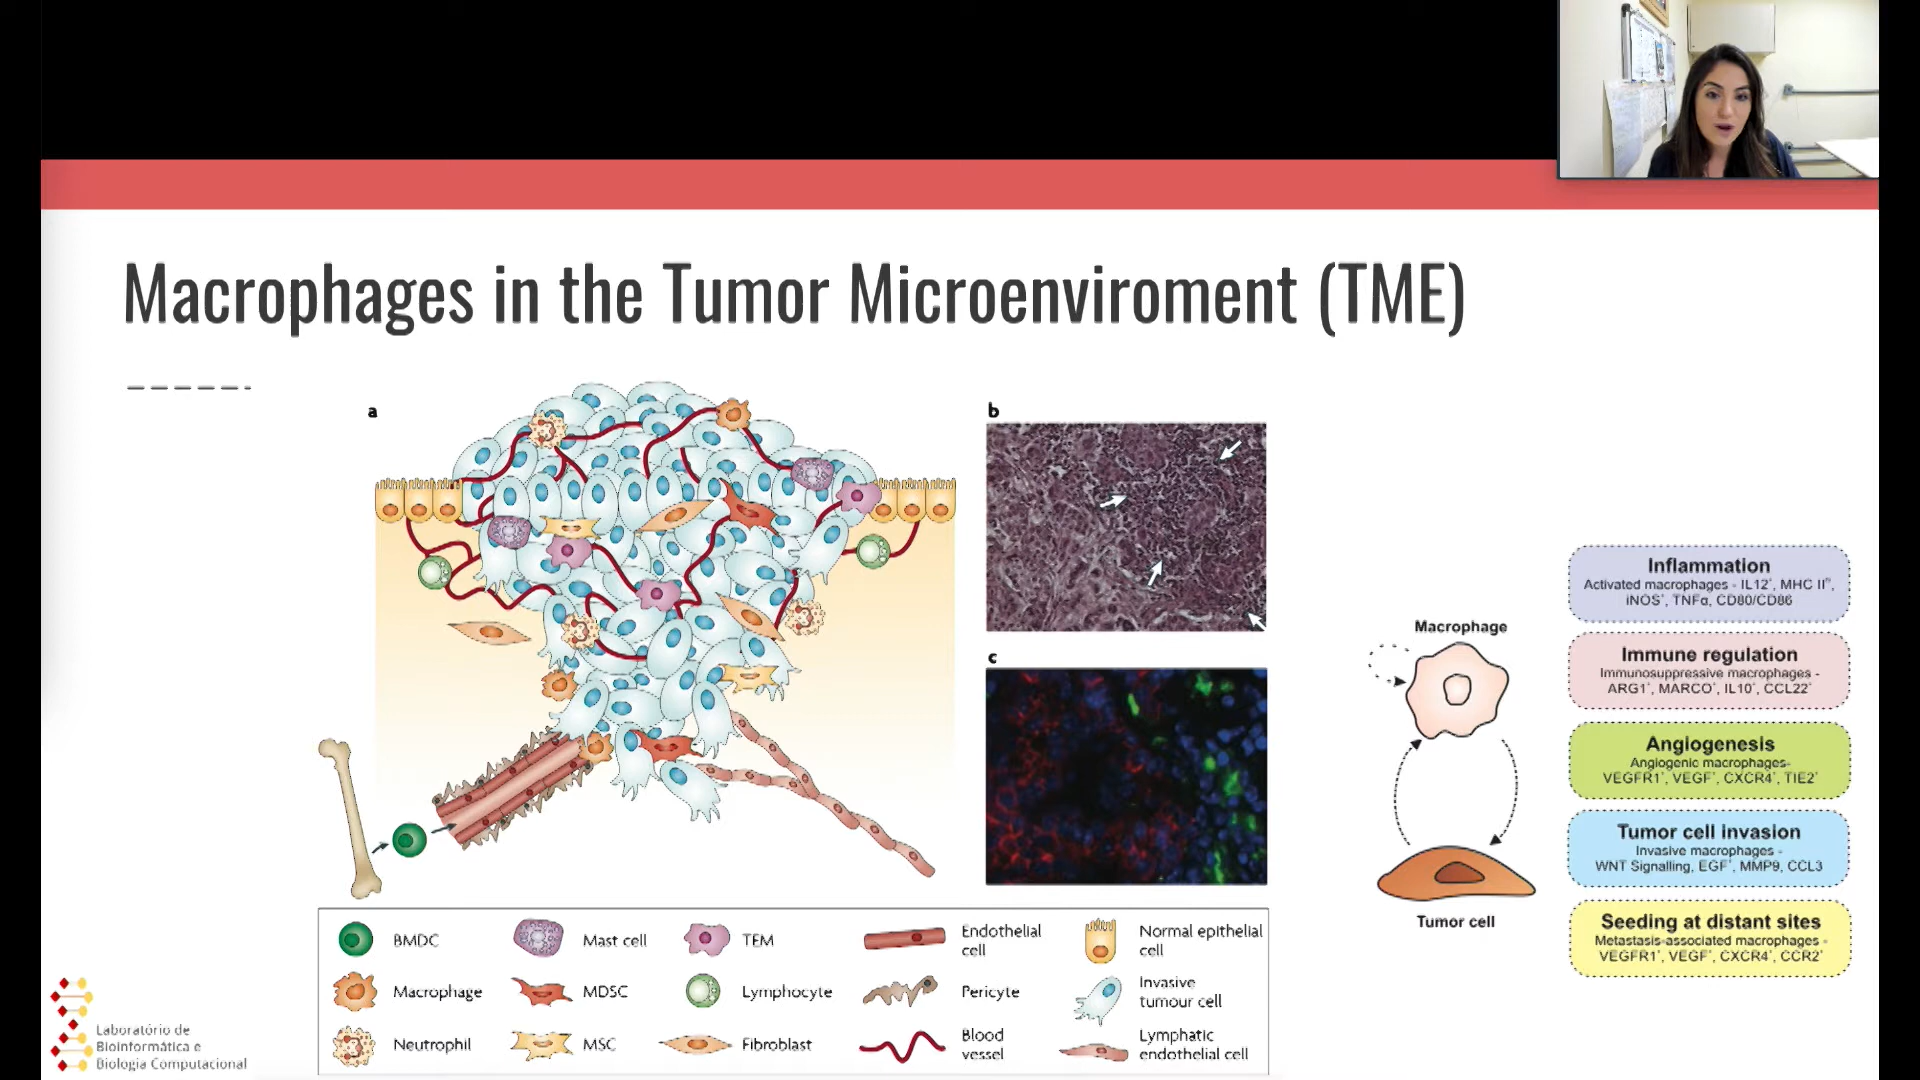 Macrophages in the Tumor Microenviroment (TME)
a
b
c
BMDC
Mast cell
TEM
Endothelial
cell
Normal epithelial
cell
Macrophage
MDSC
Lymphocyte
Pericyte
Invasive
tumour cell
Neutrophil
MSC
Fibroblast
Blood
vessel
Lymphatic
endothelial cell
Macrophage
Tumor cell
Inflammation
Activated macrophages - IL12⁺, MHC IIʰⁱ,
iNOS⁺, TNFα, CD80/CD86
Immune regulation
Immunosuppressive macrophages -
ARG1⁺, MARCO⁺, IL10⁺, CCL22⁺
Angiogenesis
Angiogenic macrophages-
VEGFR1⁺, VEGF⁺, CXCR4⁺, TIE2⁺
Tumor cell invasion
Invasive macrophages -
WNT Signalling, EGF⁺, MMP9, CCL3
Seeding at distant sites
Metastasis-associated macrophages -
VEGFR1⁺, VEGF⁺, CXCR4⁺, CCR2⁺
Laboratório de
Bioinformática e
Biologia Computacional